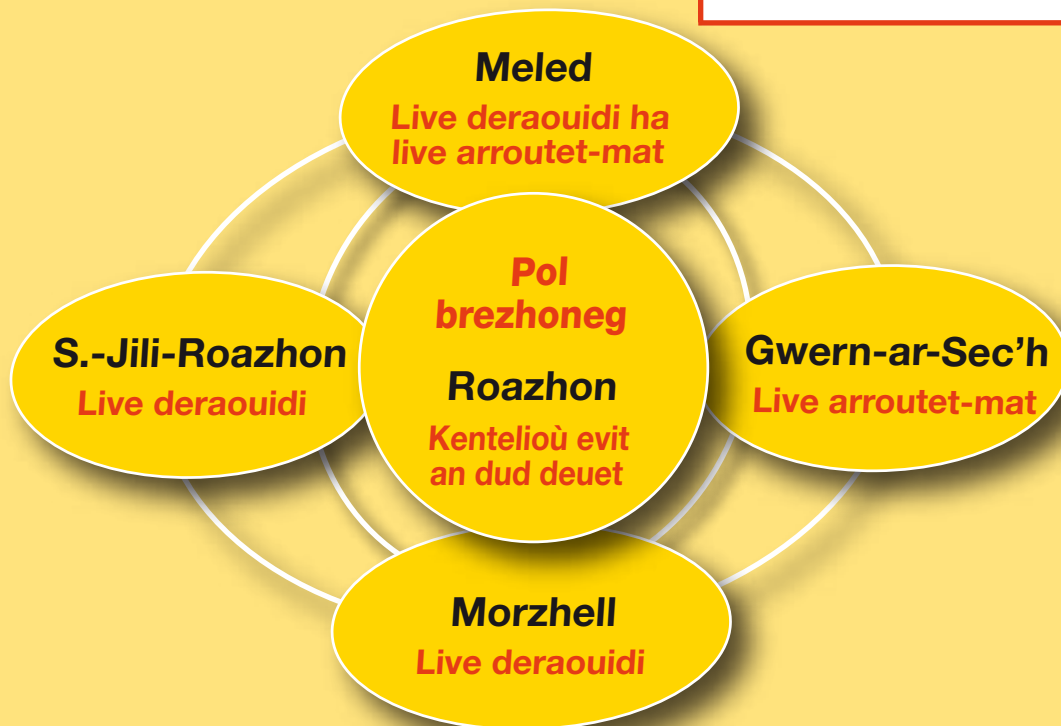 Meled
Live deraouidi ha
live arroutet-mat
Pol
brezhoneg
Roazhon
Kentelioù evit
an dud deuet
S.-Jili-Roazhon
Live deraouidi
Gwern-ar-Sec'h
Live arroutet-mat
Morzhell
Live deraouidi